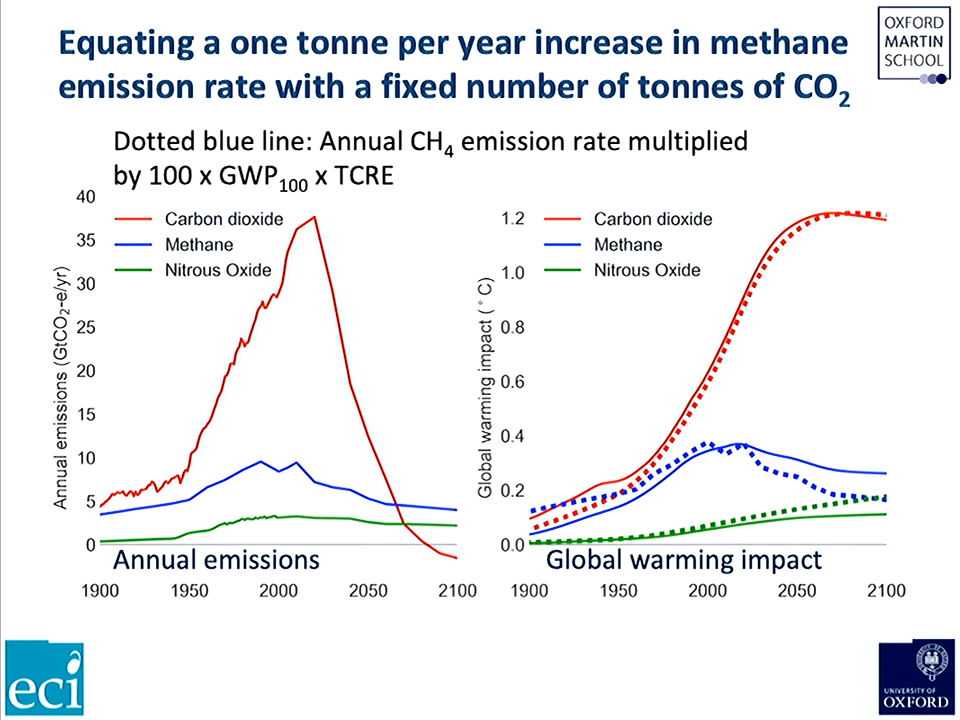 OXFORD
MARTIN
SCHOOL
Equating a one tonne per year increase in methane
emission rate with a fixed number of tonnes of CO₂
Dotted blue line: Annual CH₄ emission rate multiplied
by 100 x GWP₁₀₀ x TCRE
Annual emissions (GtCO₂-e/yr)
40
35
30
25
20
15
10
5
0
Carbon dioxide
Methane
Nitrous Oxide
Annual emissions
1900 1950 2000 2050 2100
Global warming impact (°C)
1.2
1.0
0.8
0.6
0.4
0.2
0.0
Carbon dioxide
Methane
Nitrous Oxide
Global warming impact
1900 1950 2000 2050 2100
eci
UNIVERSITY OF
OXFORD